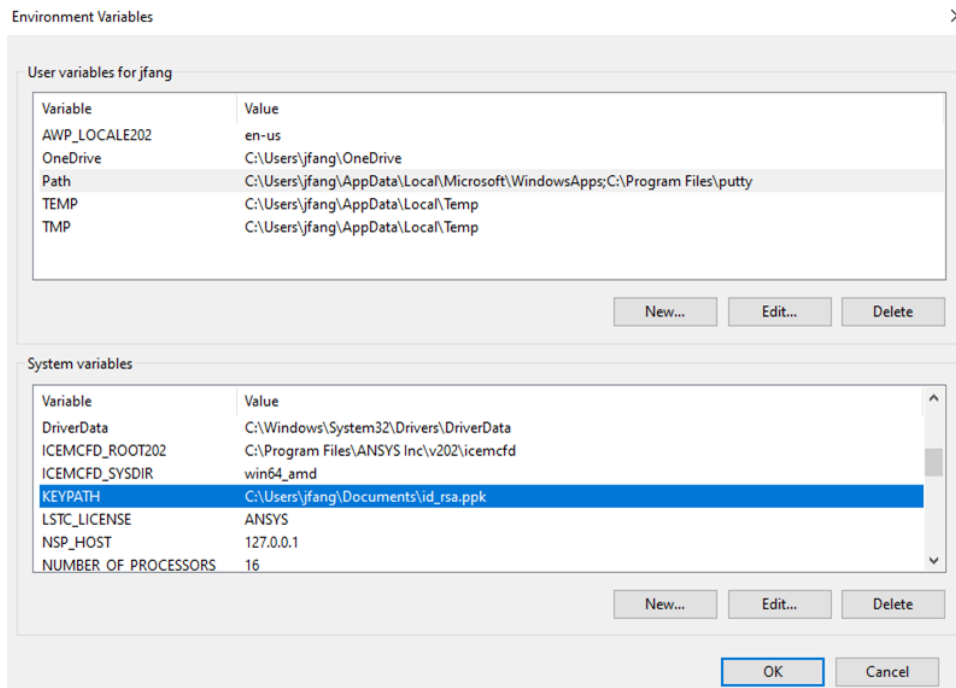 Environment Variables
User variables for jfang
Variable Value
AWP_LOCALE202 en-us
OneDrive C:\Users\jfang\OneDrive
Path C:\Users\jfang\AppData\Local\Microsoft\WindowsApps;C:\Program Files\putty
TEMP C:\Users\jfang\AppData\Local\Temp
TMP C:\Users\jfang\AppData\Local\Temp
New... Edit... Delete
System variables
Variable Value
DriverData C:\Windows\System32\Drivers\DriverData
ICEMCFD_ROOT202 C:\Program Files\ANSYS Inc\v202\icemcfd
ICEMCFD_SYSDIR win64_amd
KEYPATH C:\Users\jfang\Documents\id_rsa.ppk
LSTC_LICENSE ANSYS
NSP_HOST 127.0.0.1
NUMBER_OF_PROCESSORS 16
New... Edit... Delete
OK Cancel